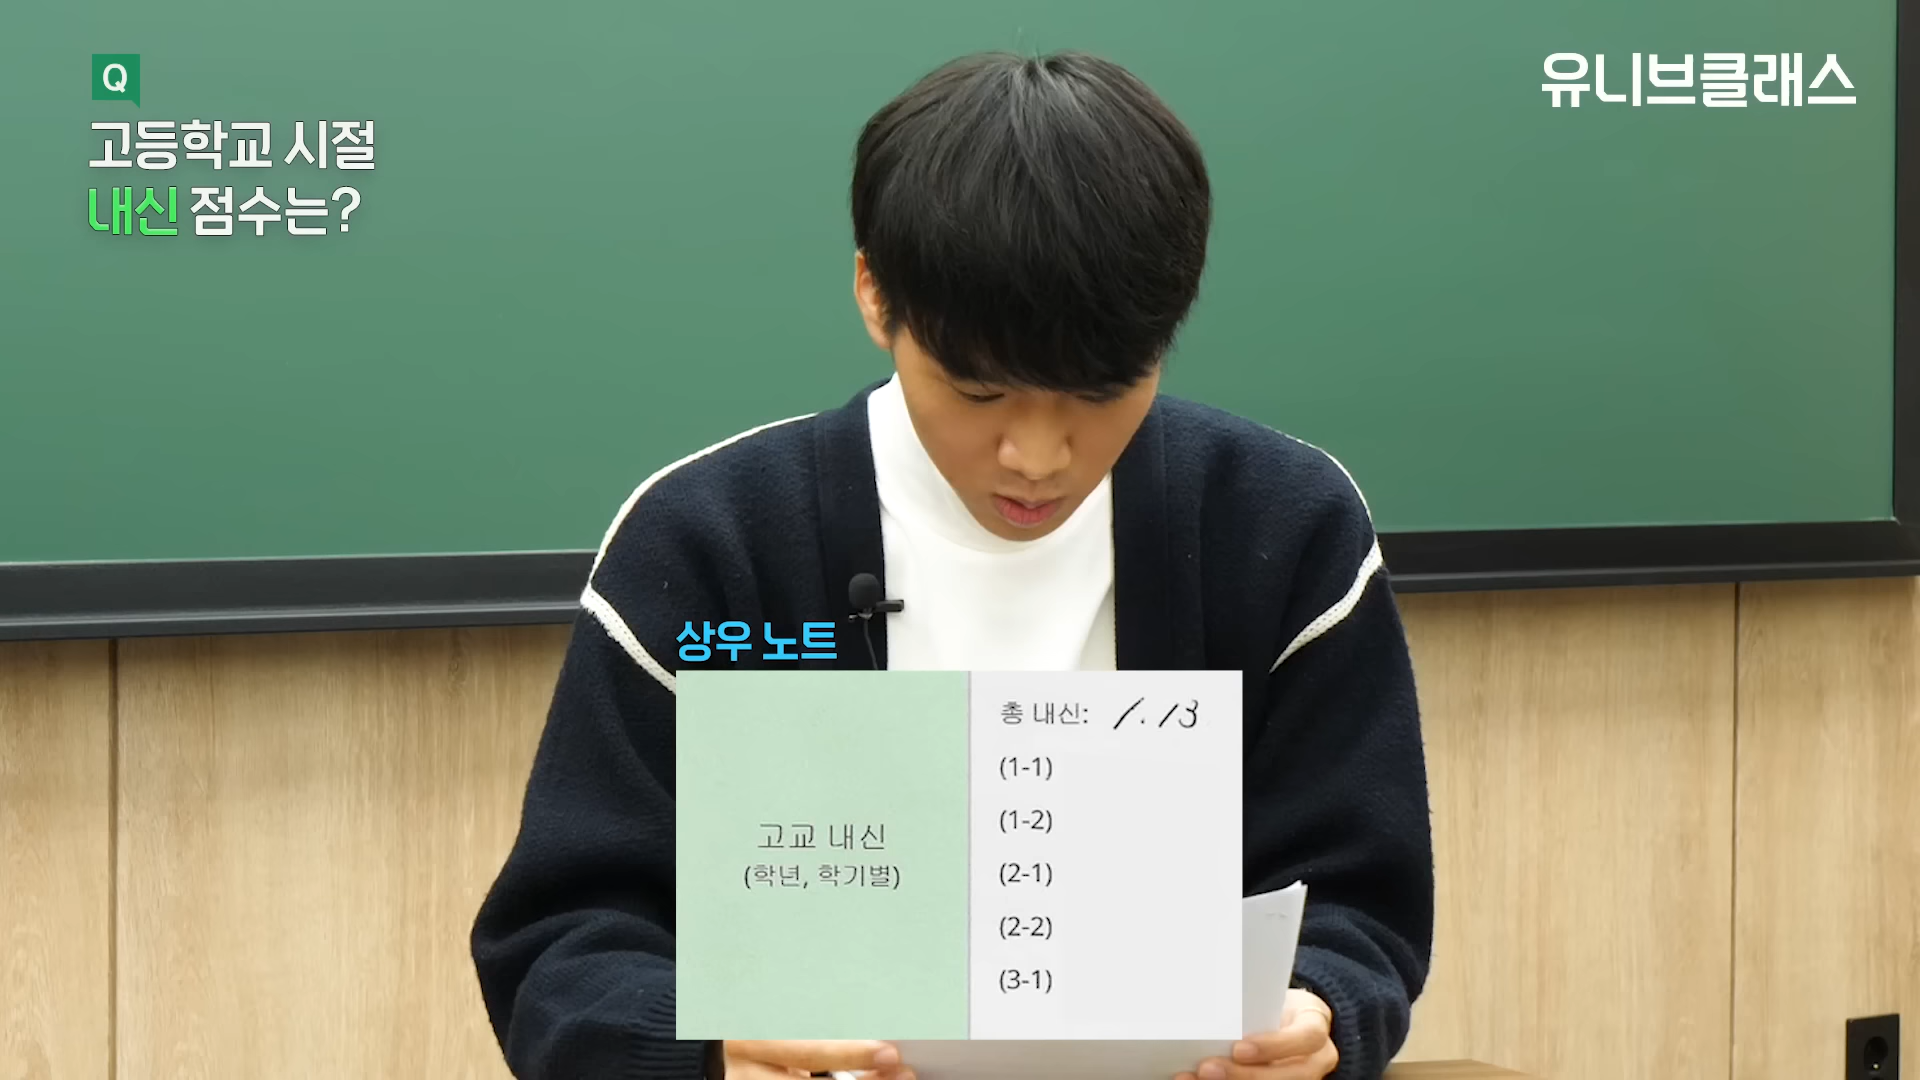 Q
고등학교 시절
내신 점수는?
유니브클래스
상우 노트
고교 내신
(학년, 학기별)
총 내신: 1.13
(1-1)
(1-2)
(2-1)
(2-2)
(3-1)